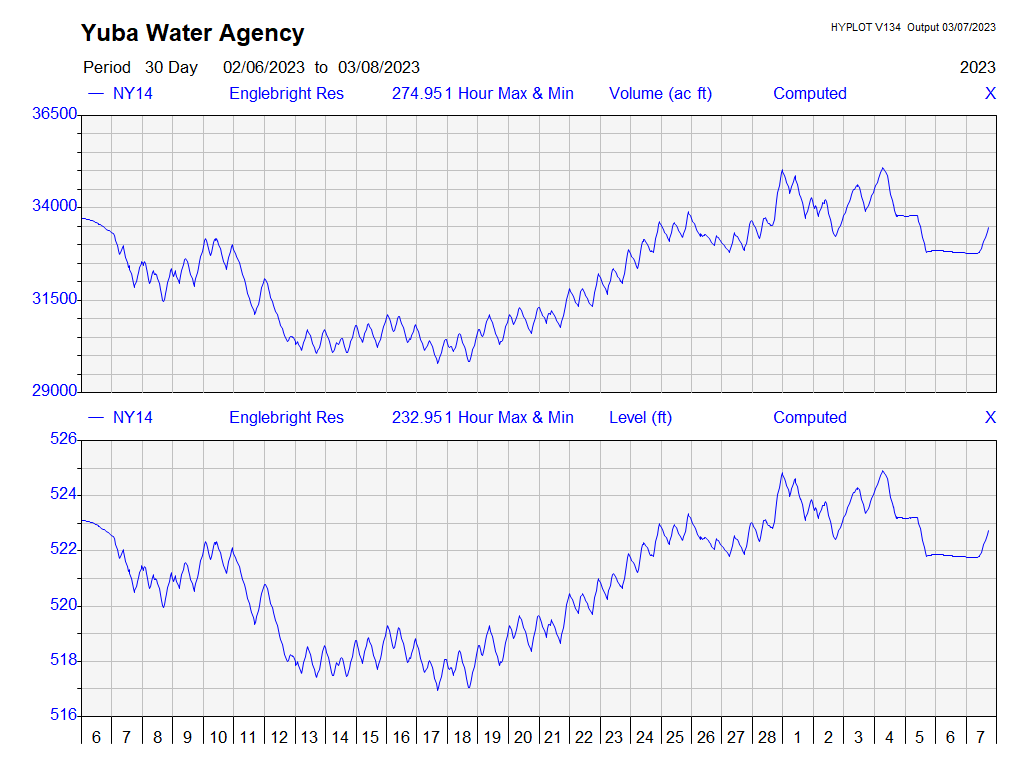 Yuba Water Agency
HYPLOT V134 Output 03/07/2023
Period 30 Day 02/06/2023 to 03/08/2023 2023
NY14 Englebright Res 274.951 Hour Max & Min Volume (ac ft) Computed X
36500
34000
31500
29000
NY14 Englebright Res 232.951 Hour Max & Min Level (ft) Computed X
526
524
522
520
518
516
6 7 8 9 10 11 12 13 14 15 16 17 18 19 20 21 22 23 24 25 26 27 28 1 2 3 4 5 6 7